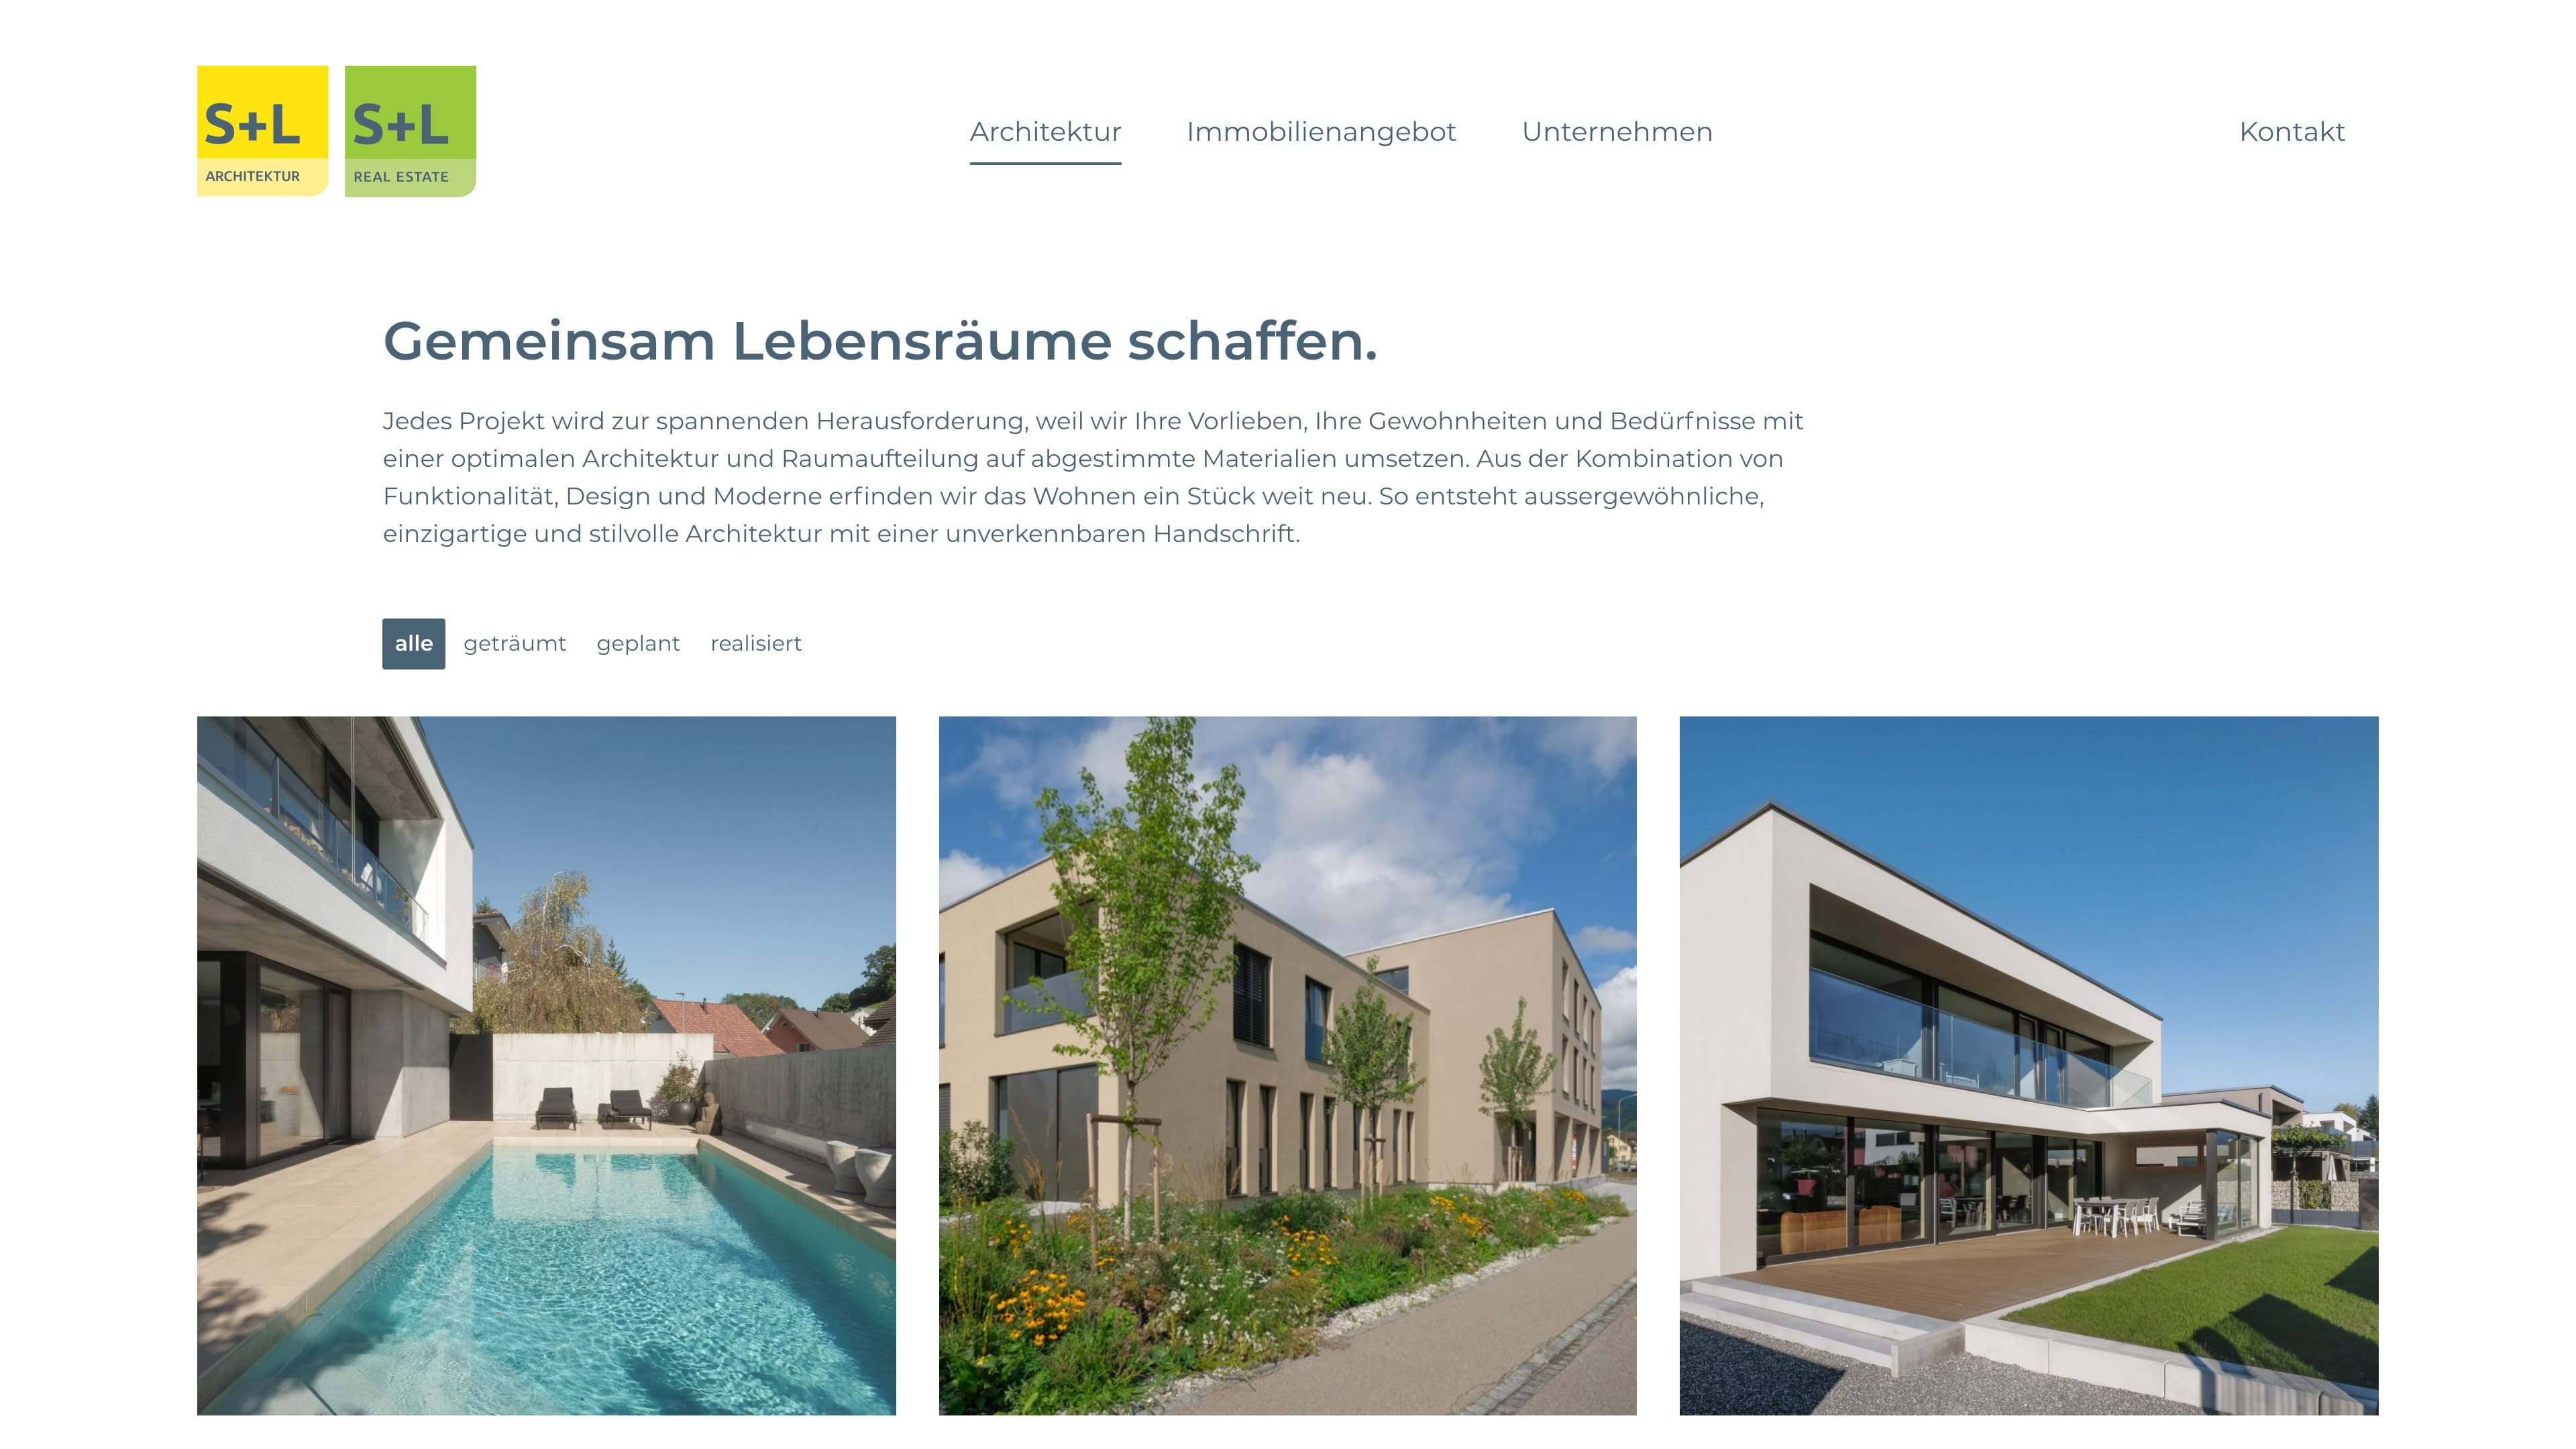 S+L
ARCHITEKTUR
S+L
REAL ESTATE
Architektur
Immobilienangebot
Unternehmen
Kontakt
Gemeinsam Lebensräume schaffen.
Jedes Projekt wird zur spannenden Herausforderung, weil wir Ihre Vorlieben, Ihre Gewohnheiten und Bedürfnisse mit
einer optimalen Architektur und Raumaufteilung auf abgestimmte Materialien umsetzen. Aus der Kombination von
Funktionalität, Design und Moderne erfinden wir das Wohnen ein Stück weit neu. So entsteht aussergewöhnliche,
einzigartige und stilvolle Architektur mit einer unverkennbaren Handschrift.
alle
geträumt
geplant
realisiert